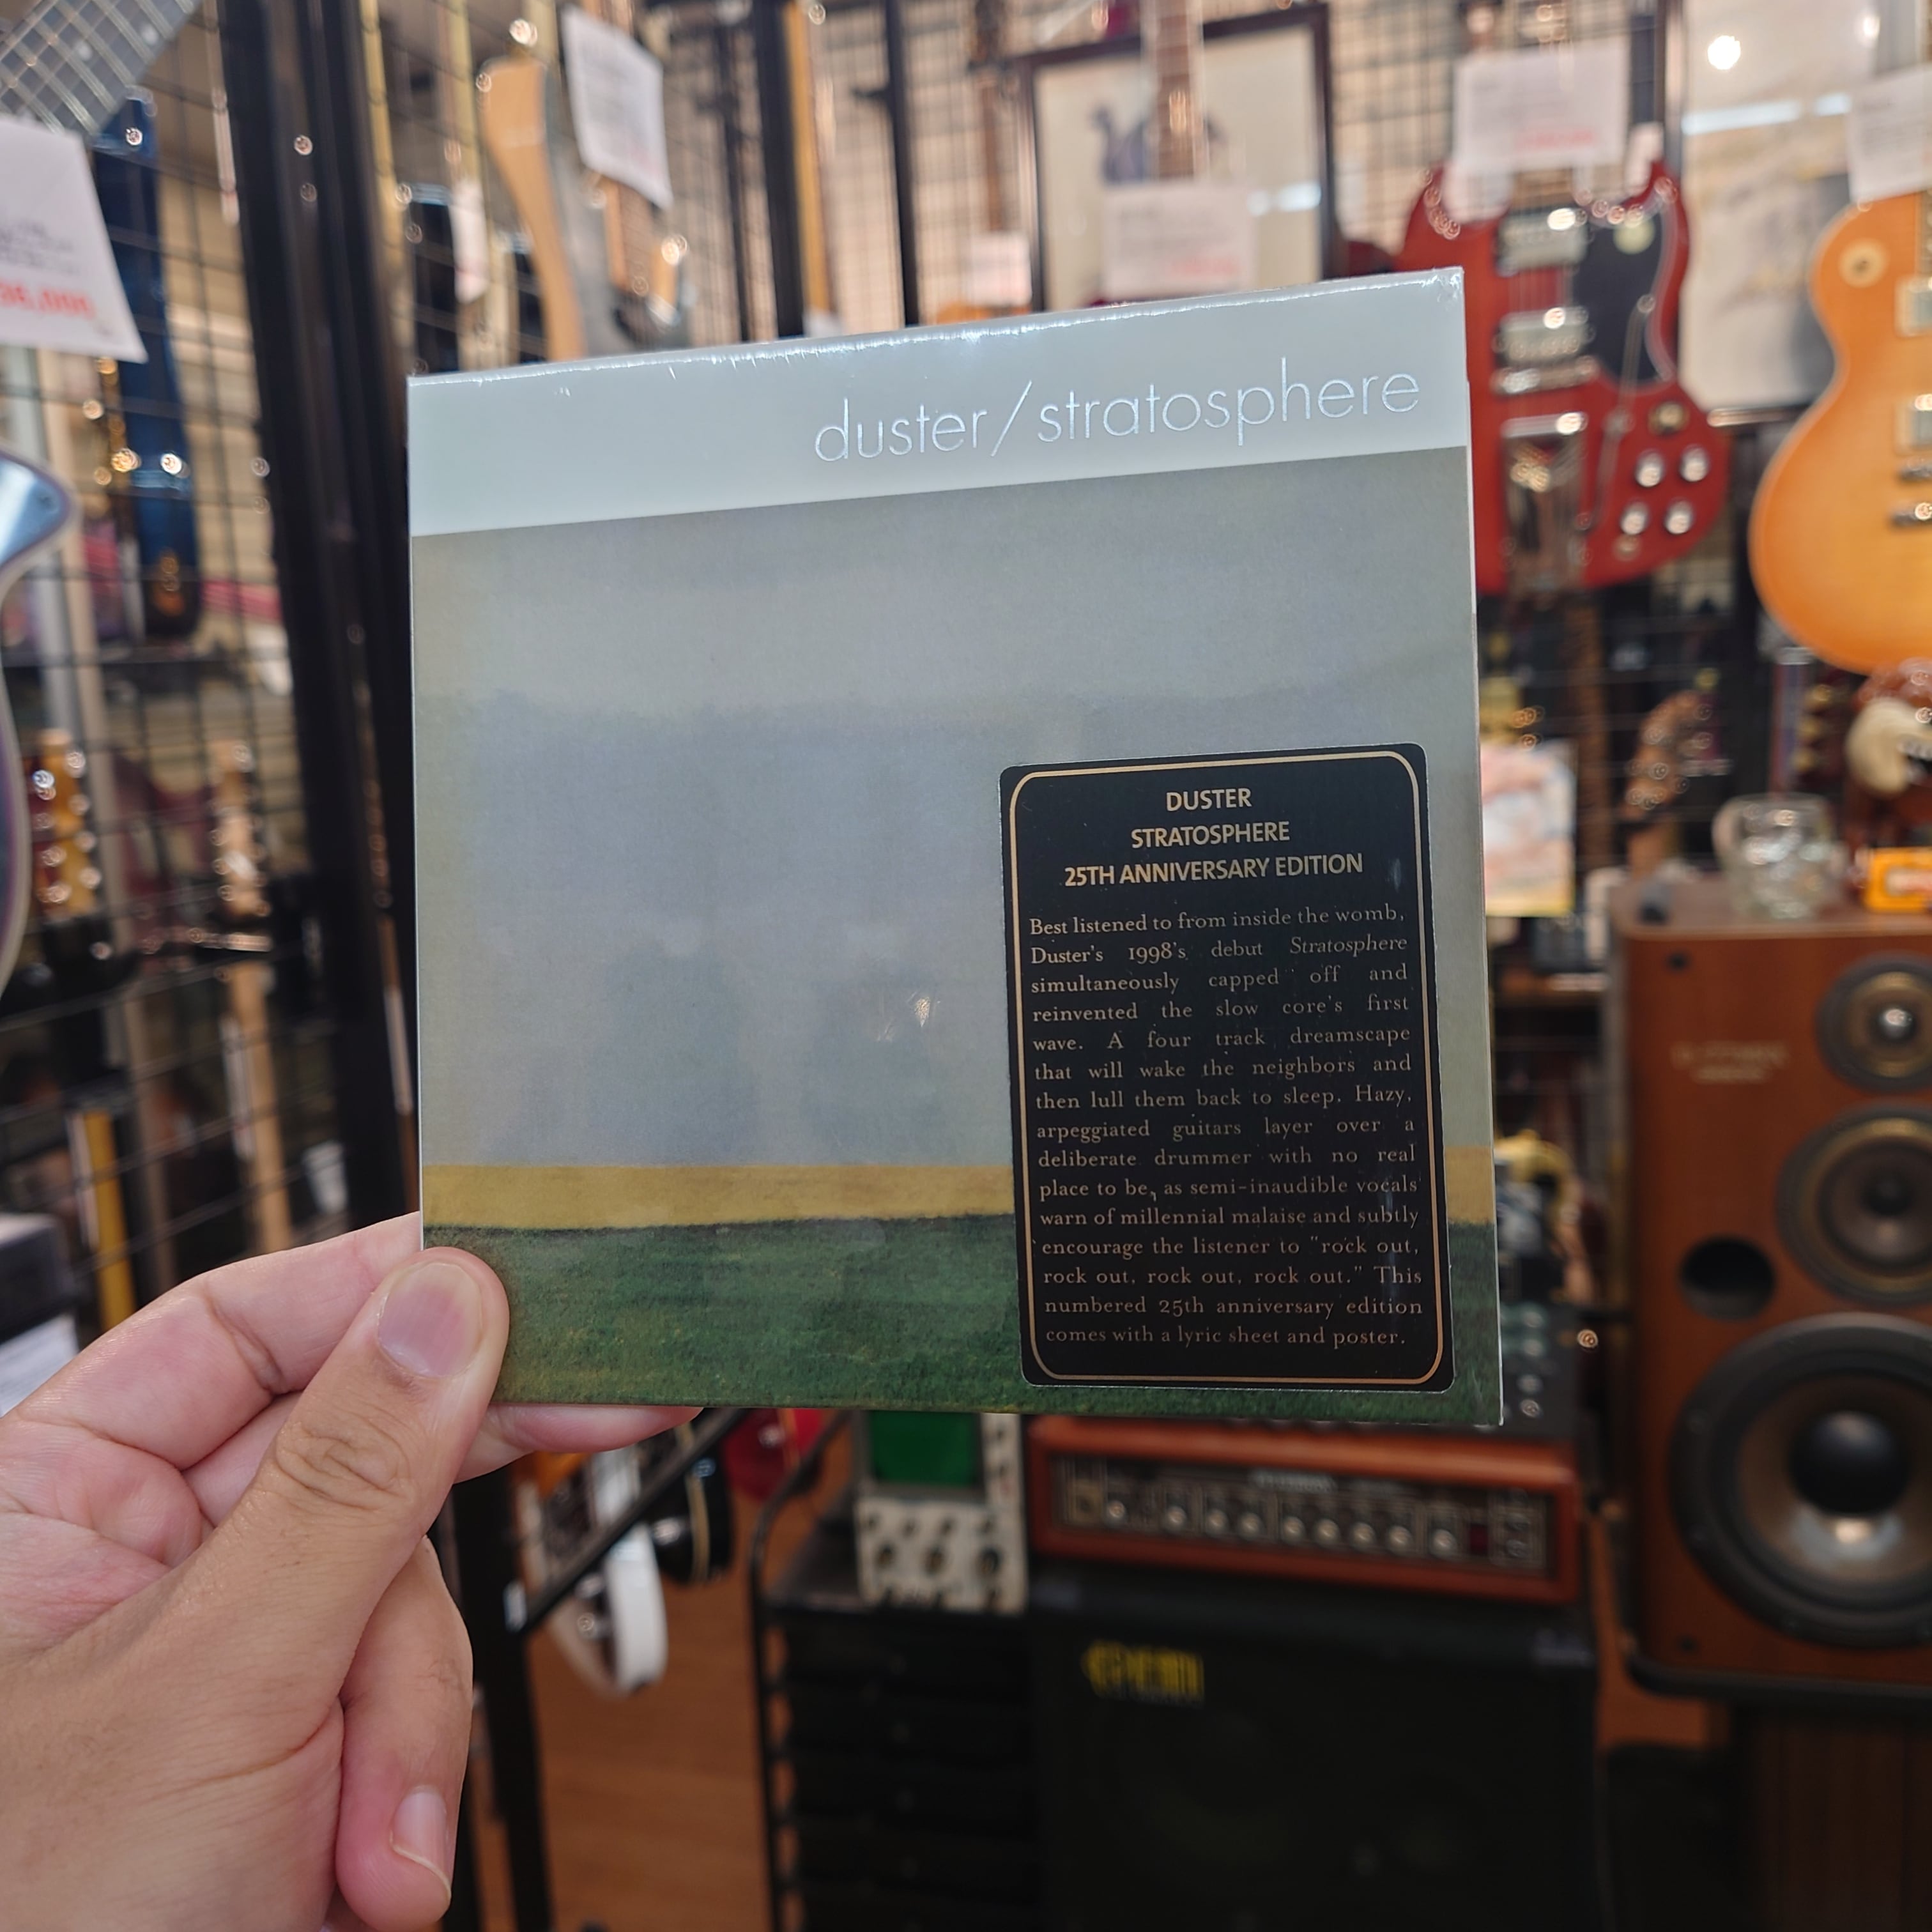 duster/stratosphere
DUSTER
STRATOSPHERE
25TH ANNIVERSARY EDITION
Best listened to from inside the womb,
Duster's 1998's debut Stratosphere
simultaneously capped off and
reinvented the slow core's first
wave. A four track dreamscape
that will wake the neighbors and
then lull them back to sleep. Hazy,
arpeggiated guitars layer over a
deliberate drummer with no real
place to be, as semi-inaudible vocals
warn of millennial malaise and subtly
encourage the listener to "rock out,
rock out, rock out, rock out." This
numbered 25th anniversary edition
comes with a lyric sheet and poster.